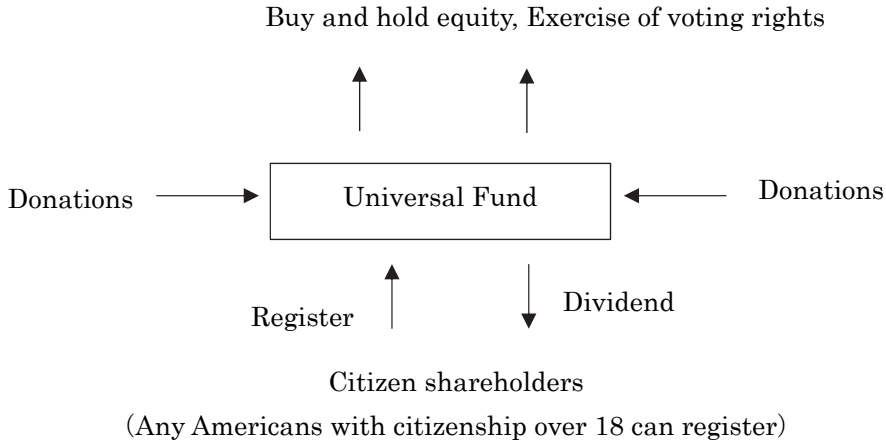 Buy and hold equity, Exercise of voting rights
Donations
Universal Fund
Donations
Register
Dividend
Citizen shareholders
(Any Americans with citizenship over 18 can register)